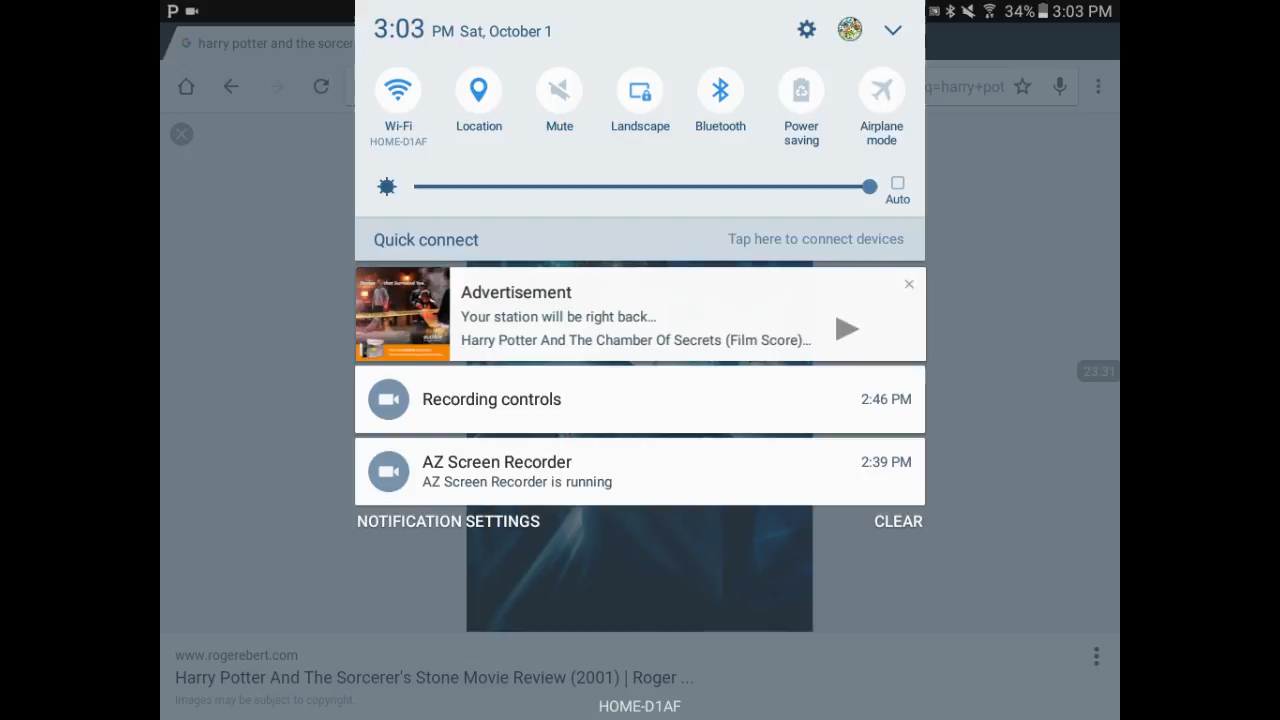 P
34% 3:03 PM
3:03 PM Sat, October 1
harry potter and the sorcer
q=harry+pot
Wi-Fi
HOME-D1AF
Location
Mute
Landscape
Bluetooth
Power saving
Airplane mode
Auto
Quick connect
Tap here to connect devices
Advertisement
Your station will be right back...
Harry Potter And The Chamber Of Secrets (Film Score)...
23:31
Recording controls
2:46 PM
AZ Screen Recorder
2:39 PM
AZ Screen Recorder is running
NOTIFICATION SETTINGS
CLEAR
www.rogerebert.com
Harry Potter And The Sorcerer's Stone Movie Review (2001) | Roger ...
Images may be subject to copyright.
HOME-D1AF